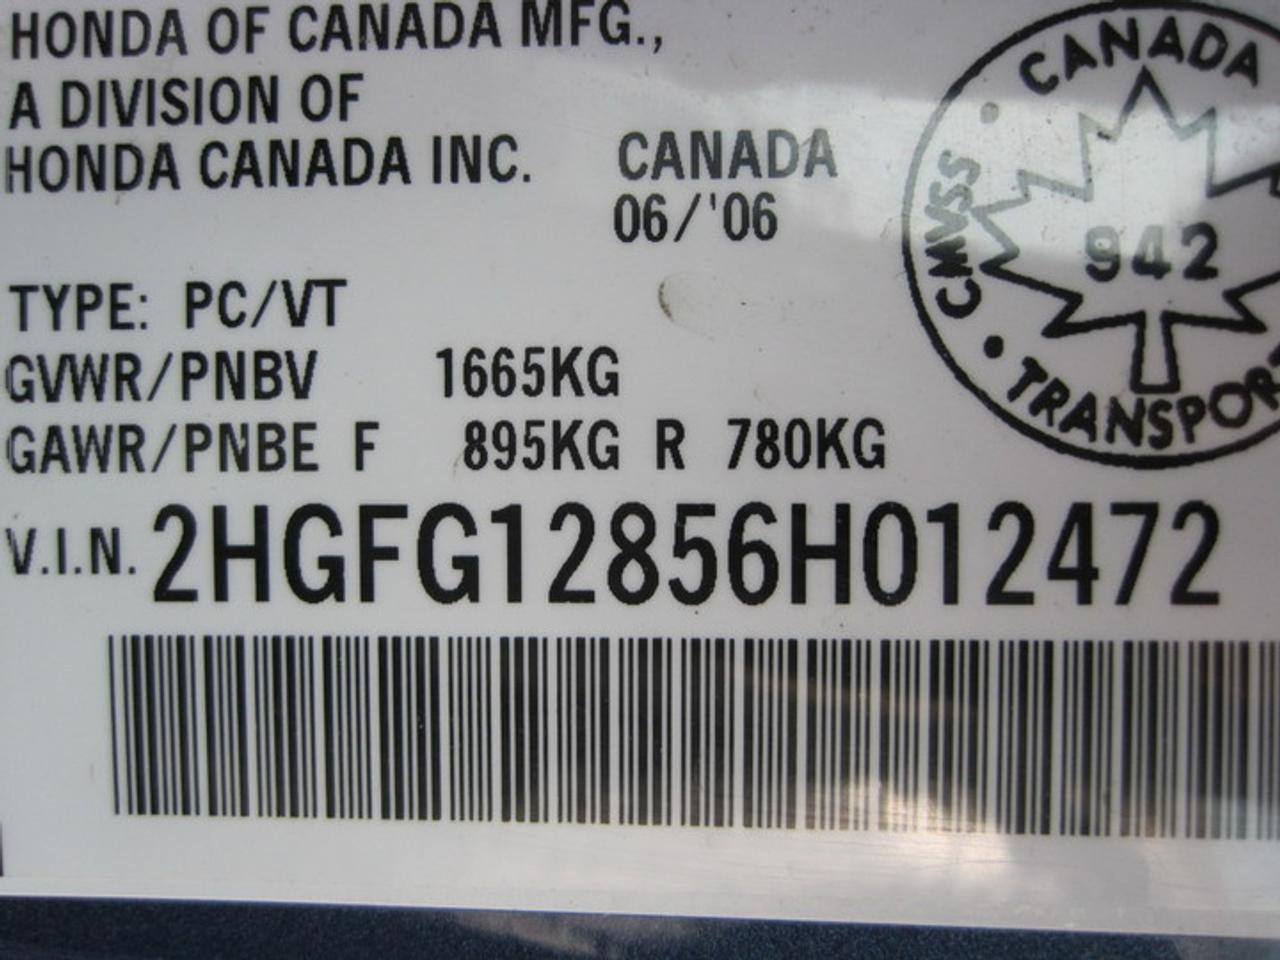 HONDA OF CANADA MFG.,
A DIVISION OF
HONDA CANADA INC. CANADA
06/'06
TYPE: PC/VT
GVWR/PNBV 1665KG
GAWR/PNBE F 895KG R 780KG
V.I.N. 2HGFG12856H012472
CANADA
CMVSS
942
TRANSPOR